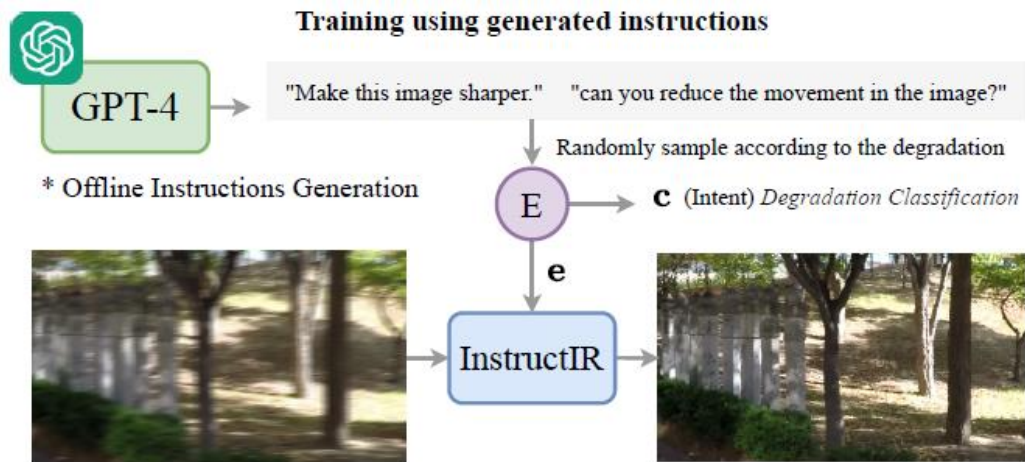 Training using generated instructions
GPT-4
"Make this image sharper." "can you reduce the movement in the image?"
Randomly sample according to the degradation
* Offline Instructions Generation
E
c (Intent) Degradation Classification
e
InstructIR